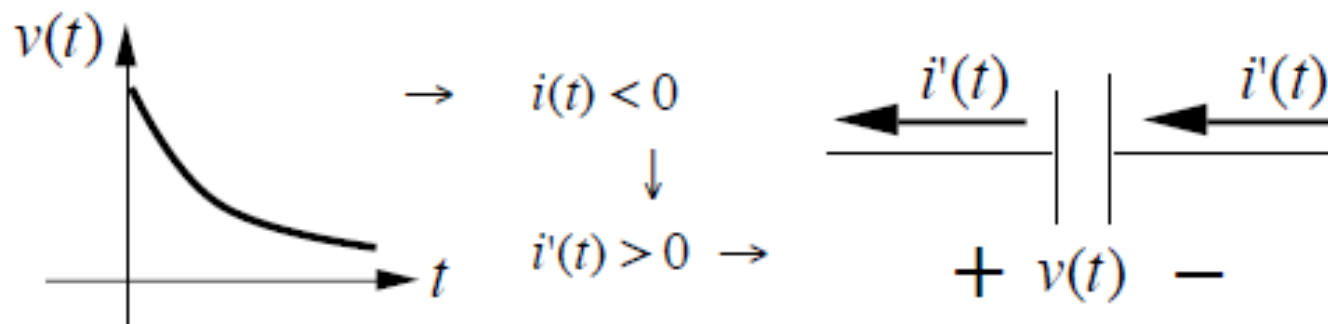 v(t)
→ i(t) < 0
↓
i'(t) > 0 →
t
i'(t) i'(t)
+ v(t) −